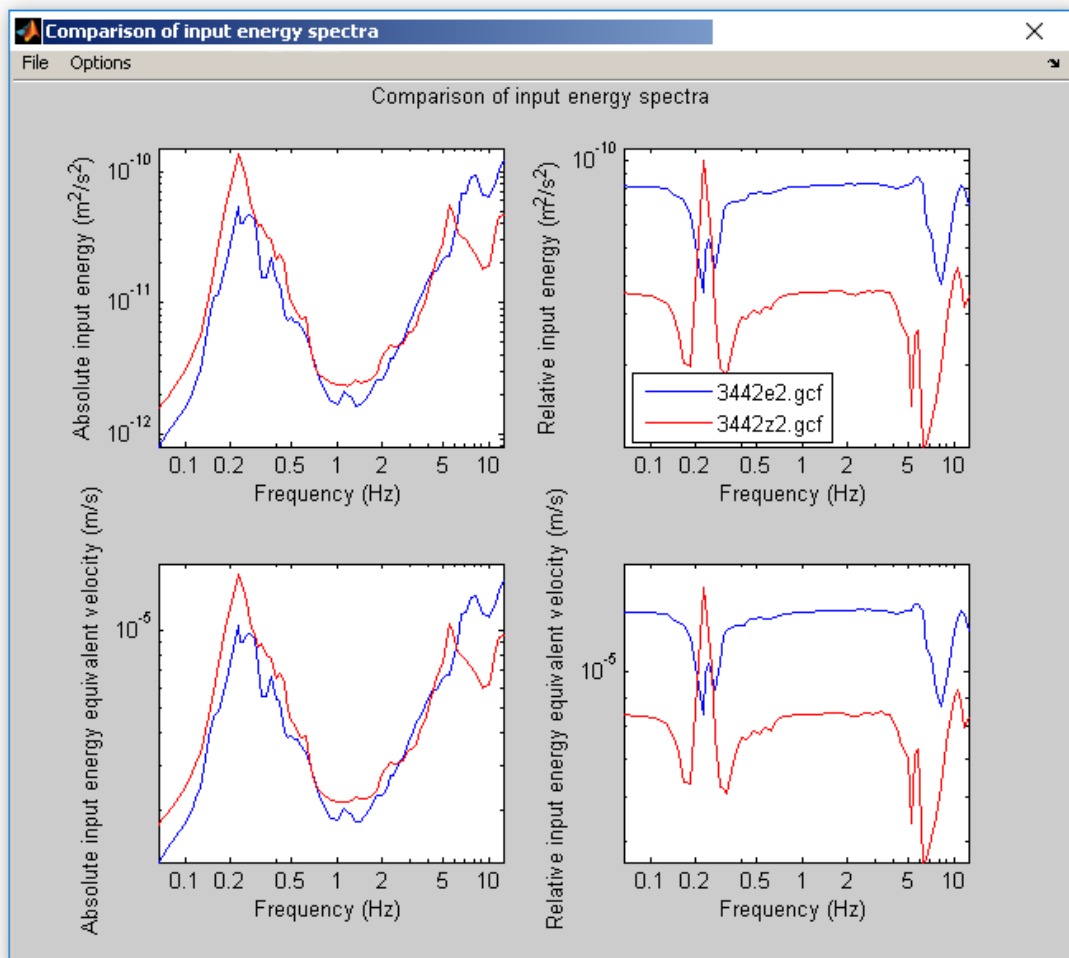 Comparison of input energy spectra
File Options
Comparison of input energy spectra
Absolute input energy (m²/s²)
10⁻¹⁰
10⁻¹¹
10⁻¹²
0.1 0.2 0.5 1 2 5 10
Frequency (Hz)
Relative input energy (m²/s²)
10⁻¹⁰
3442e2.gcf
3442z2.gcf
0.1 0.2 0.5 1 2 5 10
Frequency (Hz)
Absolute input energy equivalent velocity (m/s)
10⁻⁵
0.1 0.2 0.5 1 2 5 10
Frequency (Hz)
Relative input energy equivalent velocity (m/s)
10⁻⁵
0.1 0.2 0.5 1 2 5 10
Frequency (Hz)